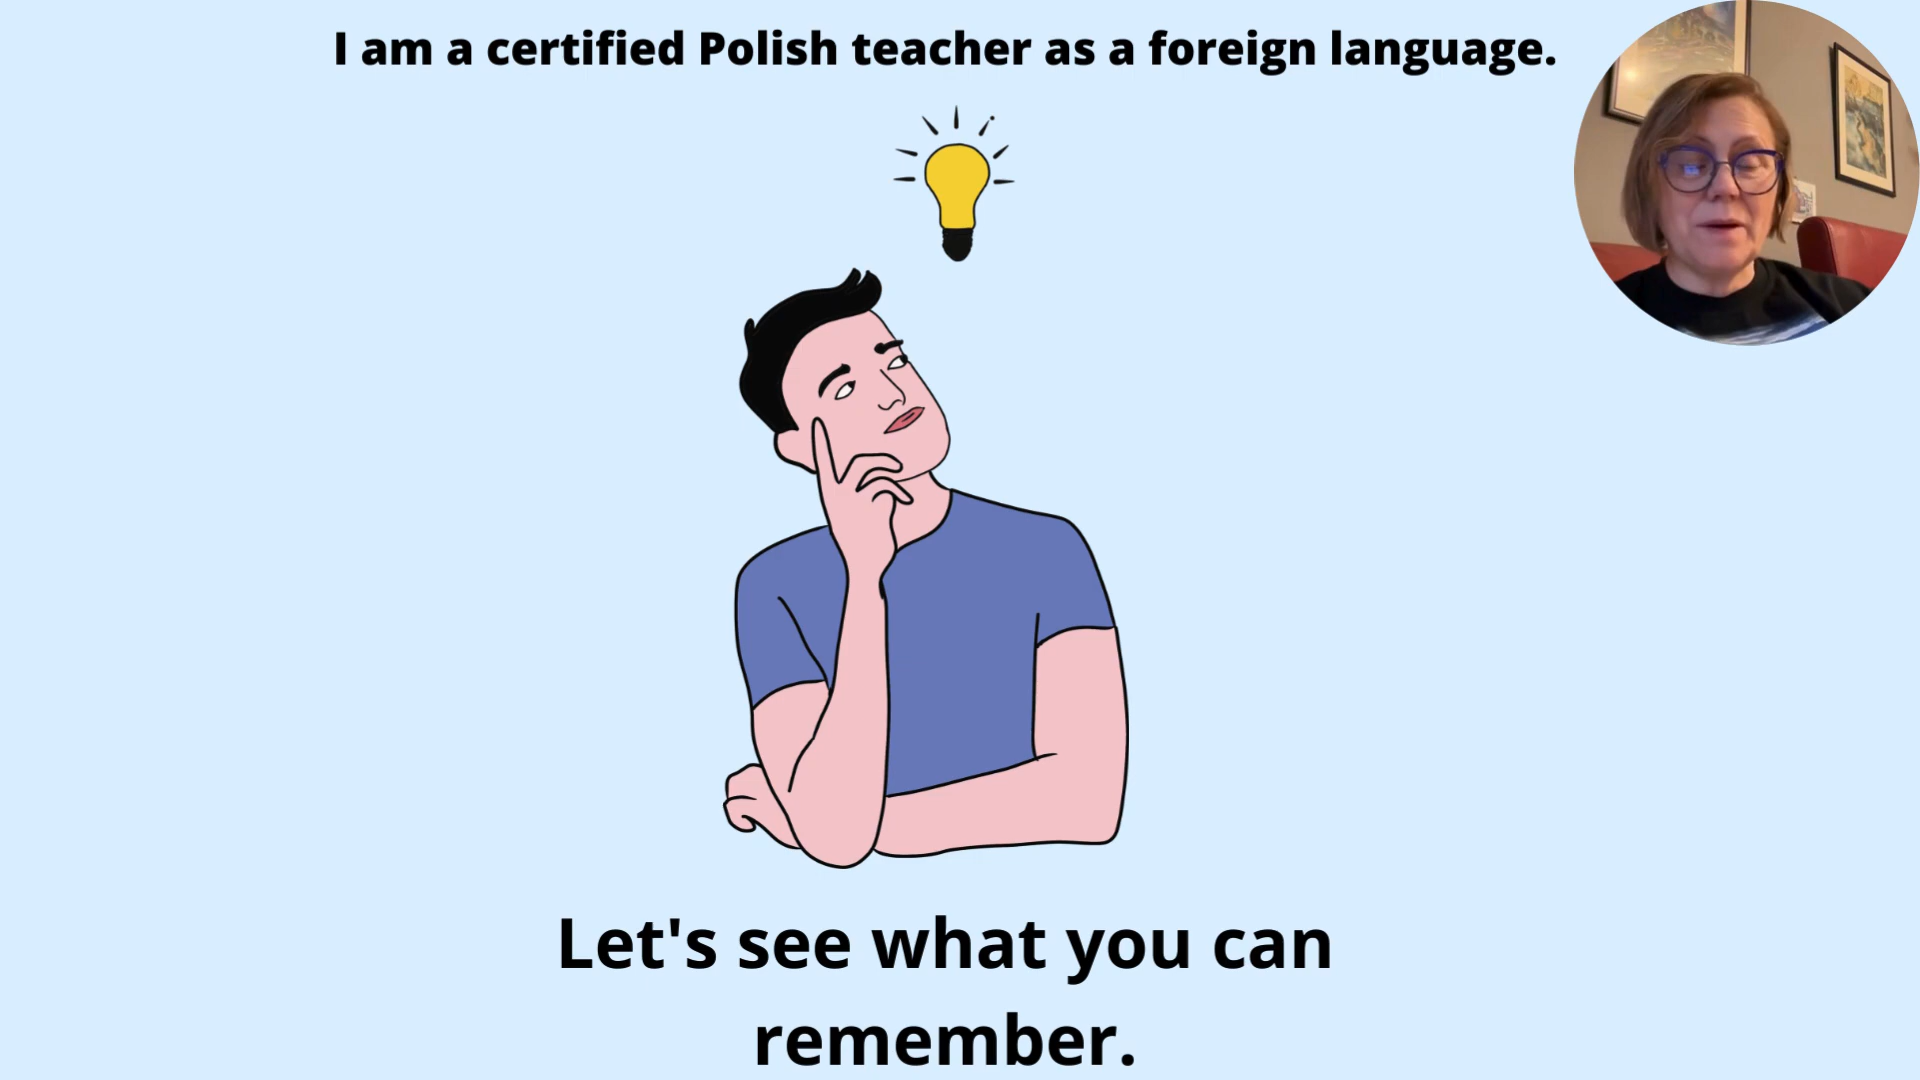 I am a certified Polish teacher as a foreign language.
Let's see what you can
remember.